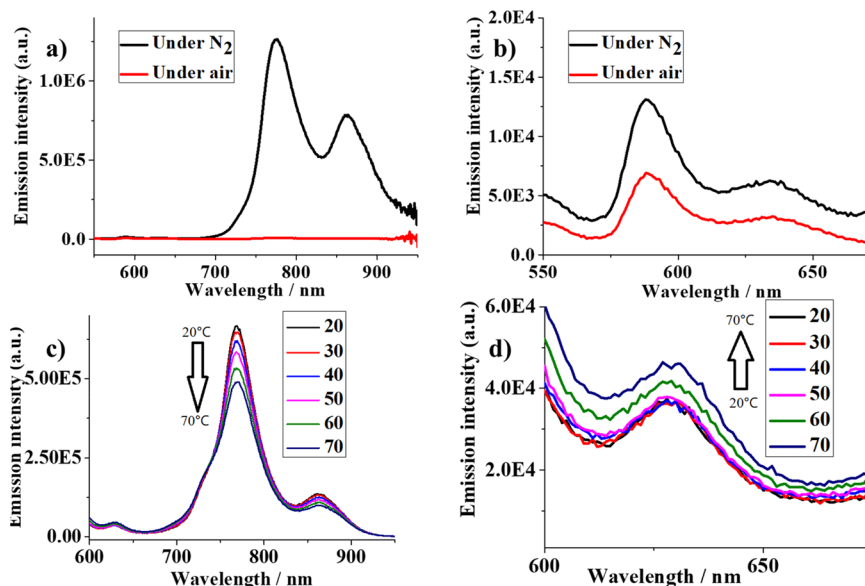 a)
Under N2
Under air
Emission intensity (a.u.)
1.0E6
5.0E5
0.0
600 700 800 900
Wavelength / nm
b)
Under N2
Under air
Emission intensity (a.u.)
2.0E4
1.5E4
1.0E4
5.0E3
0.0
550 600 650
Wavelength / nm
c)
20°C
70°C
20
30
40
50
60
70
Emission intensity (a.u.)
5.00E5
2.50E5
0.00
600 700 800 900
Wavelength / nm
d)
70°C
20°C
20
30
40
50
60
70
Emission intensity (a.u.)
6.0E4
4.0E4
2.0E4
600 650
Wavelength / nm